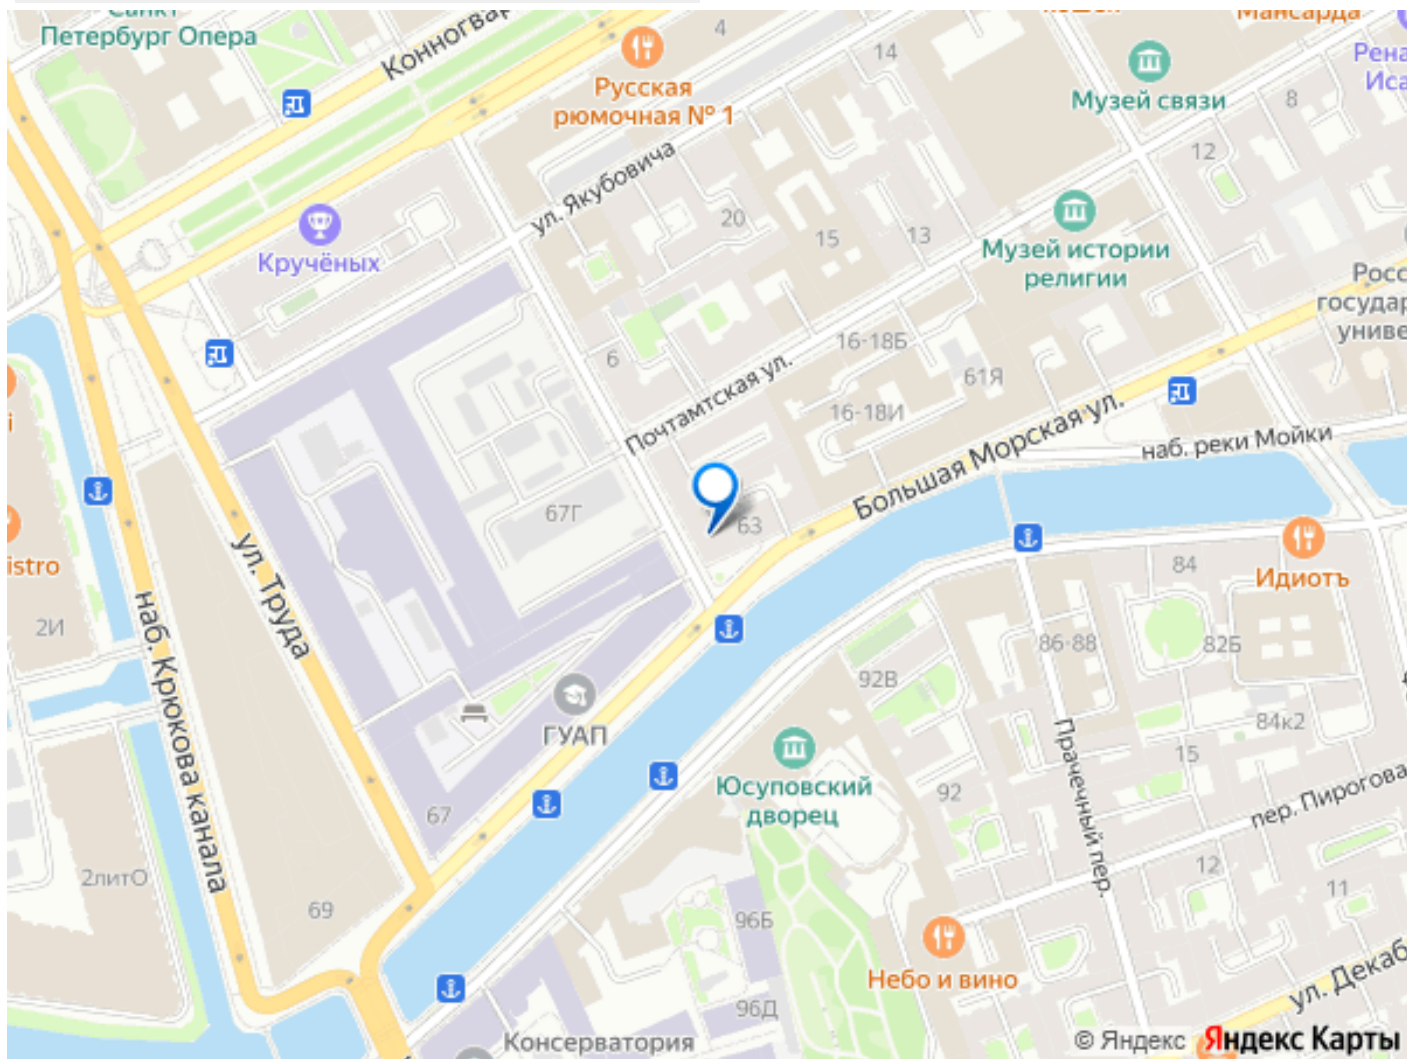 Санкт-
Петербург Опера
Конногвар
4
14
Русская
рюмочная № 1
Мансарда
Рена
Иса
Музей связи
8
12
ул. Якубовича
20
15
13
Кручёных
Музей истории
религии
Росс
государ
униве
6
16-18Б
61Я
Почтамтская ул.
16-18И
Большая Морская ул.
наб. реки Мойки
i
67Г
63
istro
ул. Труда
84
Идиотъ
2И
наб. Крюкова канала
86-88
82Б
92В
ГУАП
84к2
Прачечный пер.
15
Юсуповский
дворец
92
пер. Пирогова
67
2литО
12
11
69
96Б
Небо и вино
ул. Декаб
96Д
Консерватория
© Яндекс Яндекс Карты